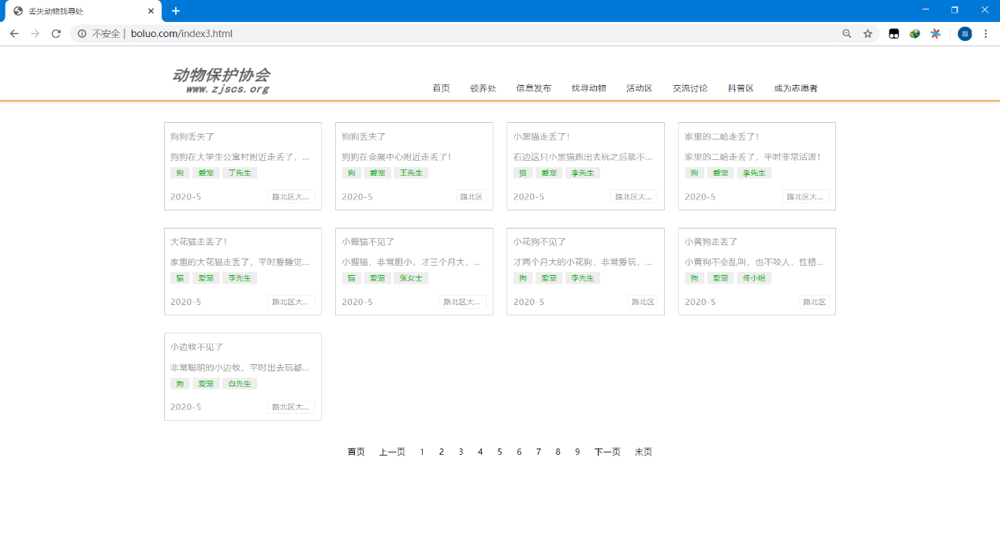 丢失动物找寻处
不安全 | boluo.com/index3.html
超
动物保护协会
www.zjscs.org
首页 领养处 信息发布 找寻动物 活动区 交流讨论 科普区 成为志愿者
狗狗丢失了
狗狗在大学生公寓村附近走丢了，...
狗 爱宠 丁先生
2020-5 路北区大...
狗狗丢失了
狗狗在会展中心附近走丢了！
狗 爱宠 王先生
2020-5 路北区
小黑猫走丢了！
右边这只小黑猫跑出去玩之后就不...
猫 爱宠 李先生
2020-5 路北区大...
家里的二哈走丢了！
家里的二哈走丢了，平时非常活泼！
狗 爱宠 李先生
2020-5 路北区大...
大花猫走丢了！
家里的大花猫走丢了，平时爱睡觉...
猫 爱宠 李先生
2020-5 路北区大...
小狸猫不见了
小狸猫，非常胆小，才三个月大，...
猫 爱宠 张女士
2020-5 路北区大...
小花狗不见了
才两个月大的小花狗，非常爱玩，...
狗 爱宠 李先生
2020-5 路北区
小黄狗走丢了
小黄狗不会乱叫，也不咬人，性格...
狗 爱宠 佟小姐
2020-5 路北区
小边牧不见了
非常聪明的小边牧，平时出去玩都...
狗 爱宠 白先生
2020-5 路北区大...
首页 上一页 1 2 3 4 5 6 7 8 9 下一页 末页